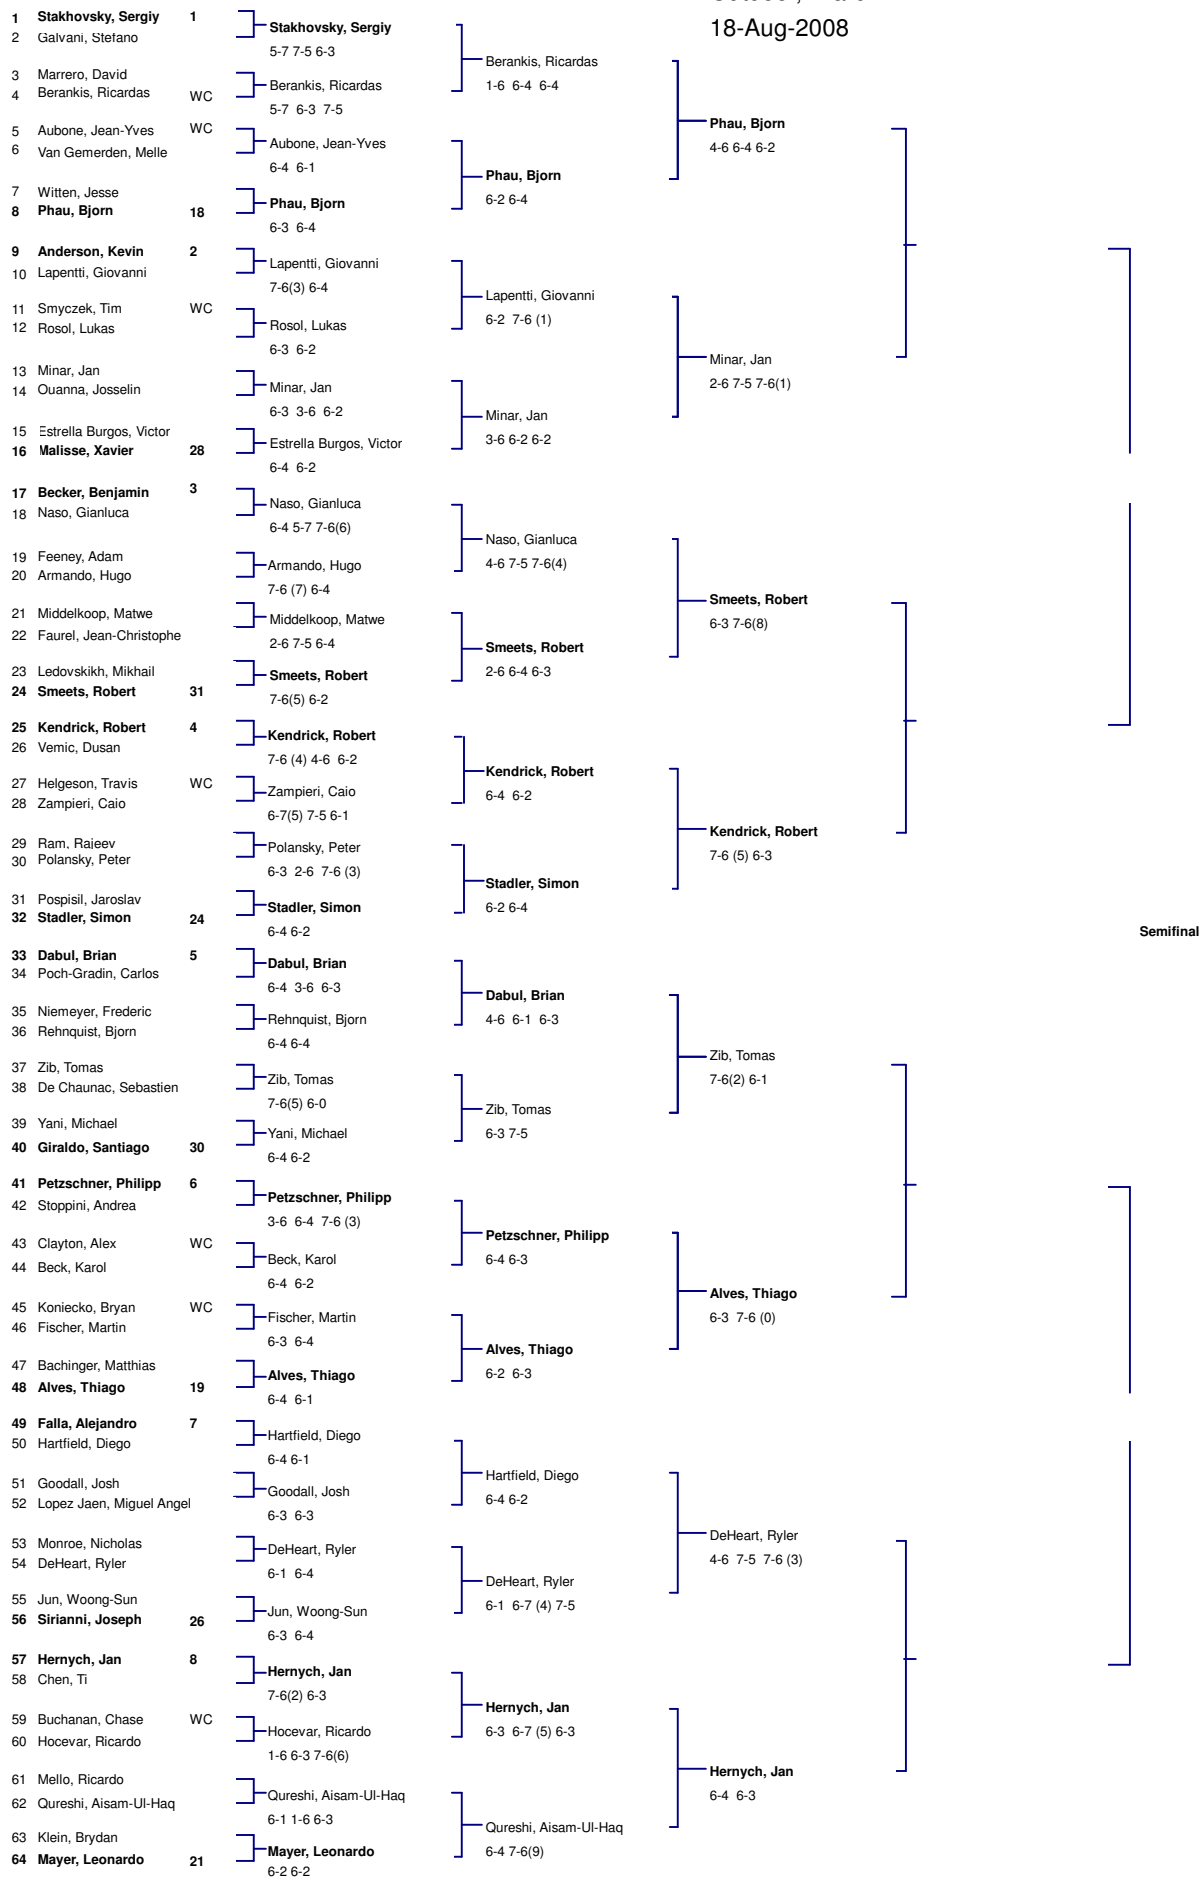 18-Aug-2008
1 Stakhovsky, Sergiy 1
2 Galvani, Stefano
3 Marrero, David
4 Berankis, Ricardas WC
5 Aubone, Jean-Yves WC
6 Van Gemerden, Melle
7 Witten, Jesse
8 Phau, Bjorn 18
9 Anderson, Kevin 2
10 Lapentti, Giovanni
11 Smyczek, Tim WC
12 Rosol, Lukas
13 Minar, Jan
14 Ouanna, Josselin
15 Estrella Burgos, Victor
16 Malisse, Xavier 28
17 Becker, Benjamin 3
18 Naso, Gianluca
19 Feeney, Adam
20 Armando, Hugo
21 Middelkoop, Matwe
22 Faurel, Jean-Christophe
23 Ledovskikh, Mikhail
24 Smeets, Robert 31
25 Kendrick, Robert 4
26 Vemic, Dusan
27 Helgeson, Travis WC
28 Zampieri, Caio
29 Ram, Rajeev
30 Polansky, Peter
31 Pospisil, Jaroslav
32 Stadler, Simon 24
33 Dabul, Brian 5
34 Poch-Gradin, Carlos
35 Niemeyer, Frederic
36 Rehnquist, Bjorn
37 Zib, Tomas
38 De Chaunac, Sebastien
39 Yani, Michael
40 Giraldo, Santiago 30
41 Petzschner, Philipp 6
42 Stoppini, Andrea
43 Clayton, Alex WC
44 Beck, Karol
45 Koniecko, Bryan WC
46 Fischer, Martin
47 Bachinger, Matthias
48 Alves, Thiago 19
49 Falla, Alejandro 7
50 Hartfield, Diego
51 Goodall, Josh
52 Lopez Jaen, Miguel Angel
53 Monroe, Nicholas
54 DeHeart, Ryler
55 Jun, Woong-Sun
56 Sirianni, Joseph 26
57 Hernych, Jan 8
58 Chen, Ti
59 Buchanan, Chase WC
60 Hocevar, Ricardo
61 Mello, Ricardo
62 Qureshi, Aisam-Ul-Haq
63 Klein, Brydan
64 Mayer, Leonardo 21
Stakhovsky, Sergiy
5-7 7-5 6-3
Berankis, Ricardas
5-7 6-3 7-5
Aubone, Jean-Yves
6-4 6-1
Phau, Bjorn
6-3 6-4
Lapentti, Giovanni
7-6(3) 6-4
Rosol, Lukas
6-3 6-2
Minar, Jan
6-3 3-6 6-2
Estrella Burgos, Victor
6-4 6-2
Naso, Gianluca
6-4 5-7 7-6(6)
Armando, Hugo
7-6 (7) 6-4
Middelkoop, Matwe
2-6 7-5 6-4
Smeets, Robert
7-6(5) 6-2
Kendrick, Robert
7-6 (4) 4-6 6-2
Zampieri, Caio
6-7(5) 7-5 6-1
Polansky, Peter
6-3 2-6 7-6 (3)
Stadler, Simon
6-4 6-2
Dabul, Brian
6-4 3-6 6-3
Rehnquist, Bjorn
6-4 6-4
Zib, Tomas
7-6(5) 6-0
Yani, Michael
6-4 6-2
Petzschner, Philipp
3-6 6-4 7-6 (3)
Beck, Karol
6-4 6-2
Fischer, Martin
6-3 6-4
Alves, Thiago
6-4 6-1
Hartfield, Diego
6-4 6-1
Goodall, Josh
6-3 6-3
DeHeart, Ryler
6-1 6-4
Jun, Woong-Sun
6-3 6-4
Hernych, Jan
7-6(2) 6-3
Hocevar, Ricardo
1-6 6-3 7-6(6)
Qureshi, Aisam-Ul-Haq
6-1 1-6 6-3
Mayer, Leonardo
6-2 6-2
Berankis, Ricardas
1-6 6-4 6-4
Phau, Bjorn
6-2 6-4
Lapentti, Giovanni
6-2 7-6 (1)
Minar, Jan
3-6 6-2 6-2
Naso, Gianluca
4-6 7-5 7-6(4)
Smeets, Robert
2-6 6-4 6-3
Kendrick, Robert
6-4 6-2
Stadler, Simon
6-2 6-4
Dabul, Brian
4-6 6-1 6-3
Zib, Tomas
6-3 7-5
Petzschner, Philipp
6-4 6-3
Alves, Thiago
6-2 6-3
Hartfield, Diego
6-4 6-2
DeHeart, Ryler
6-1 6-7 (4) 7-5
Hernych, Jan
6-3 6-7 (5) 6-3
Qureshi, Aisam-Ul-Haq
6-4 7-6(9)
Phau, Bjorn
4-6 6-4 6-2
Minar, Jan
2-6 7-5 7-6(1)
Smeets, Robert
6-3 7-6(8)
Kendrick, Robert
7-6 (5) 6-3
Zib, Tomas
7-6(2) 6-1
Alves, Thiago
6-3 7-6 (0)
DeHeart, Ryler
4-6 7-5 7-6 (3)
Hernych, Jan
6-4 6-3
Semifinal